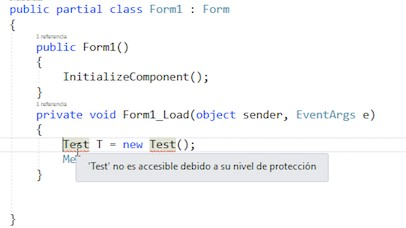 public partial class Form1 : Form
{
1 referencia
public Form1()
{
InitializeComponent();
}
1 referencia
private void Form1_Load(object sender, EventArgs e)
{
Test T = new Test();
Me
'Test' no es accesible debido a su nivel de protección
}
}